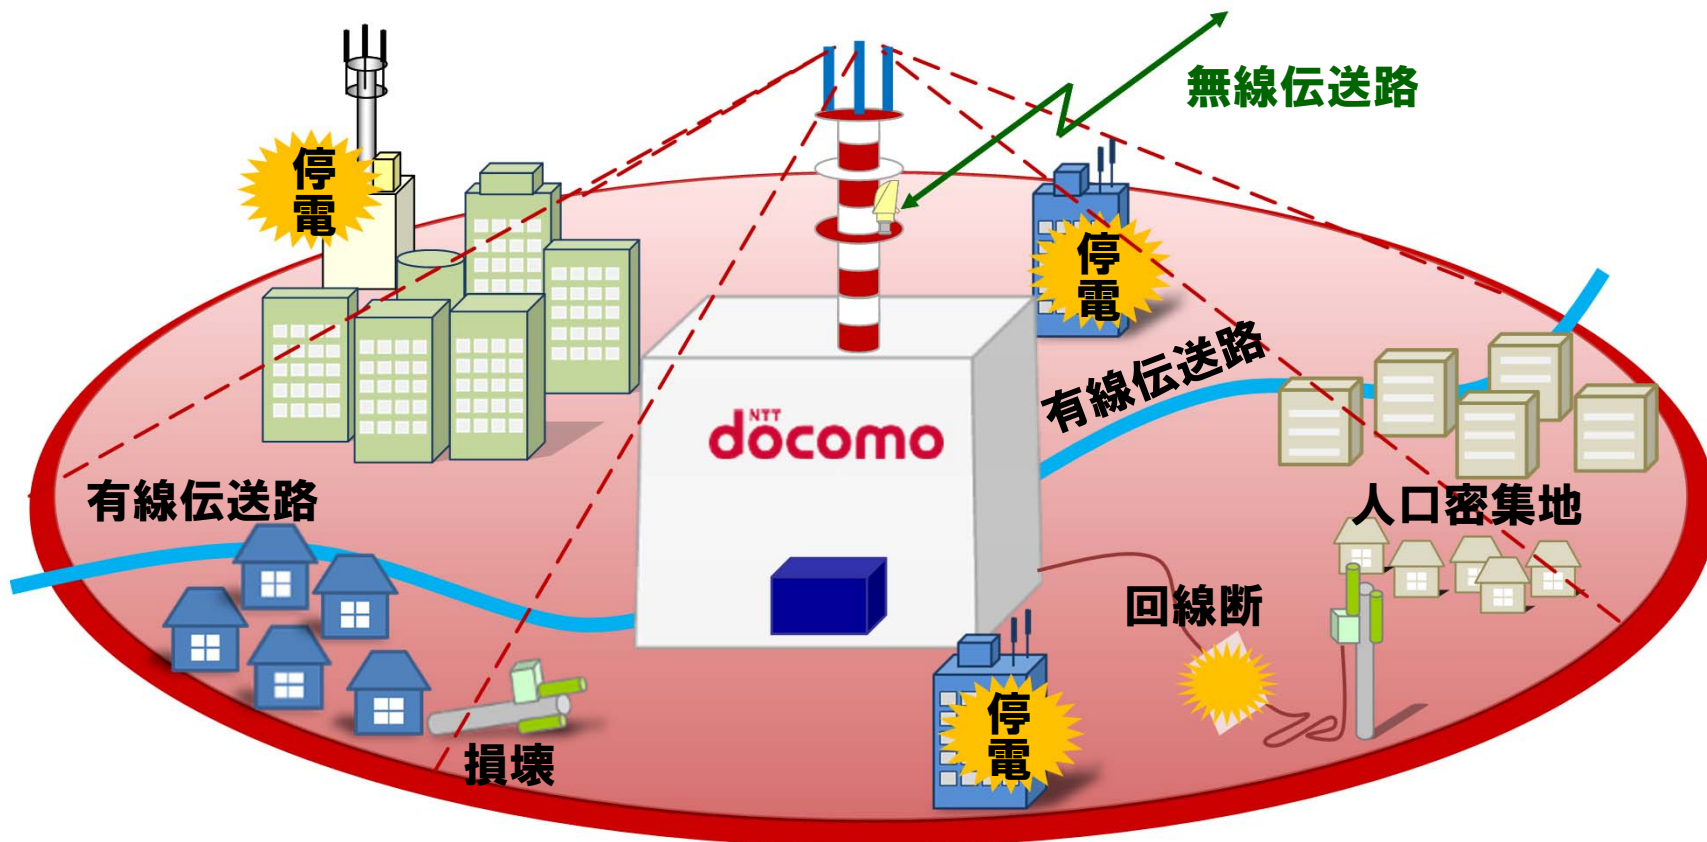 無線伝送路
停電
停電
有線伝送路
NTT
docomo
有線伝送路
人口密集地
回線断
停電
損壊